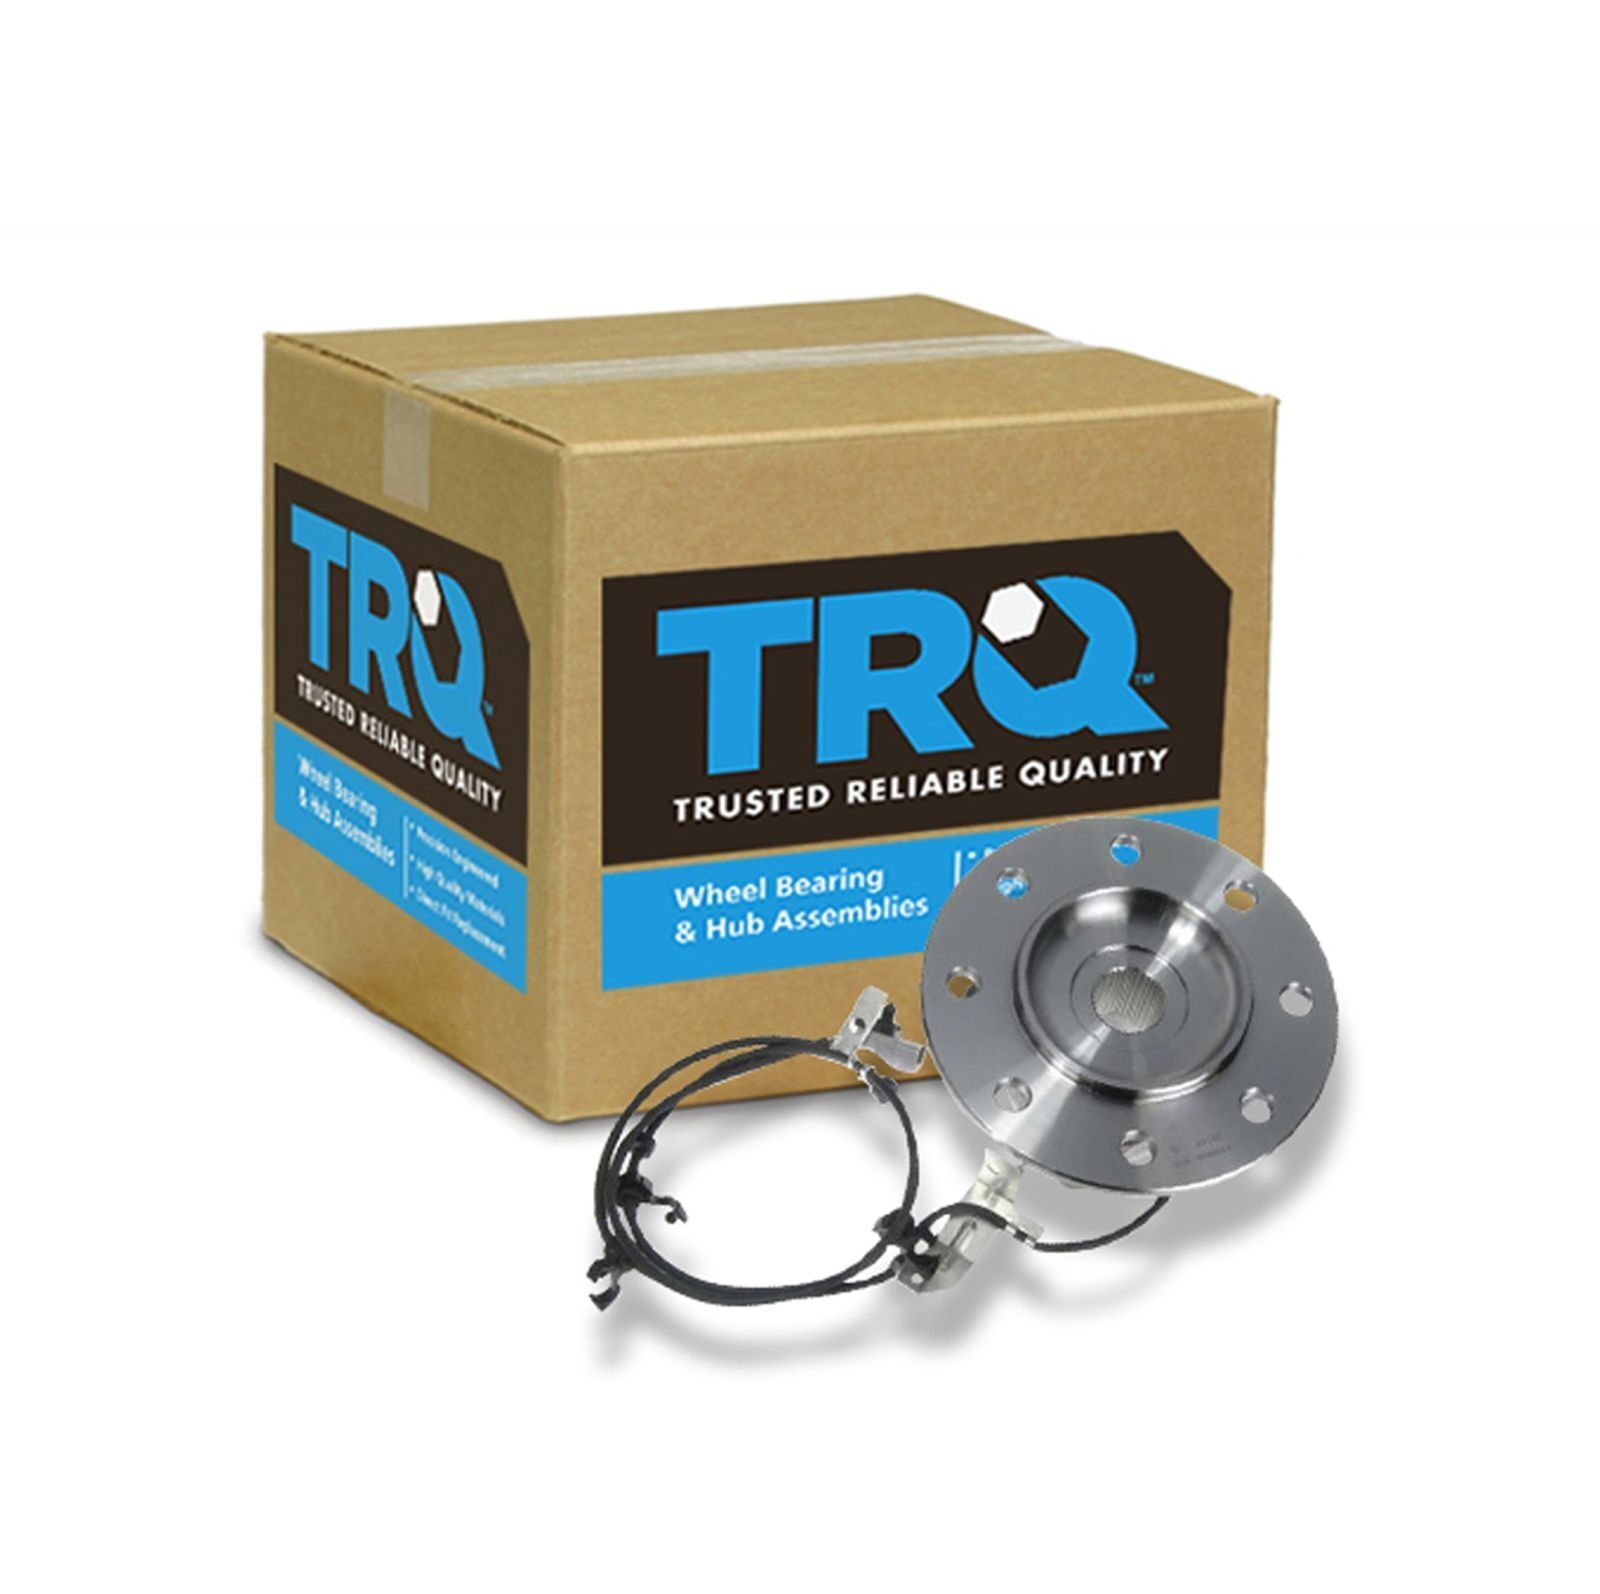 TRQ™
TRUSTED RELIABLE QUALITY
Wheel Bearing
& Hub Assemblies
• Precision Engineered
• High Quality Materials
• Direct Fit Replacement
TRQ™
TRUSTED RELIABLE QUALITY
Wheel Bearing
& Hub Assemblies